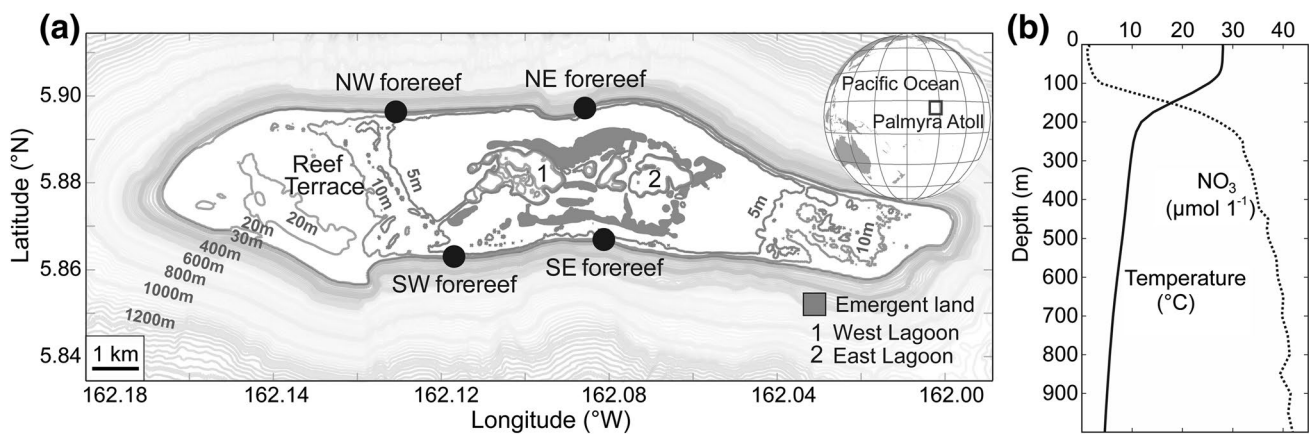 (a)
NW forereef
NE forereef
Pacific Ocean
Palmyra Atoll
Reef
Terrace
5m
10m
1
2
5m
10m
20m
20m
30m
400m
600m
800m
1000m
1200m
SW forereef
SE forereef
Emergent land
1 West Lagoon
2 East Lagoon
1 km
5.90
5.88
5.86
5.84
Latitude (°N)
162.18
162.14
162.12
162.08
162.04
162.00
Longitude (°W)
(b)
10
20
30
40
0
100
200
300
400
500
600
700
800
900
Depth (m)
NO3
(µmol 1⁻¹)
Temperature
(°C)